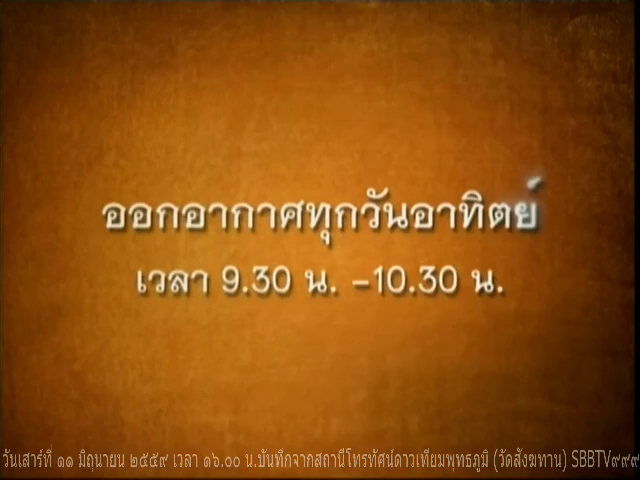 ออกอากาศทุกวันอาทิตย์
เวลา 9.30 น. -10.30 น.
วันเสาร์ที่ ๑๑ มิถุนายน ๒๕๕๙ เวลา ๑๖.๐๐ น.บันทึกจากสถานีโทรทัศน์ดาวเทียมพุทธภูมิ (วัดสังฆทาน) SBBTV๙๙๙